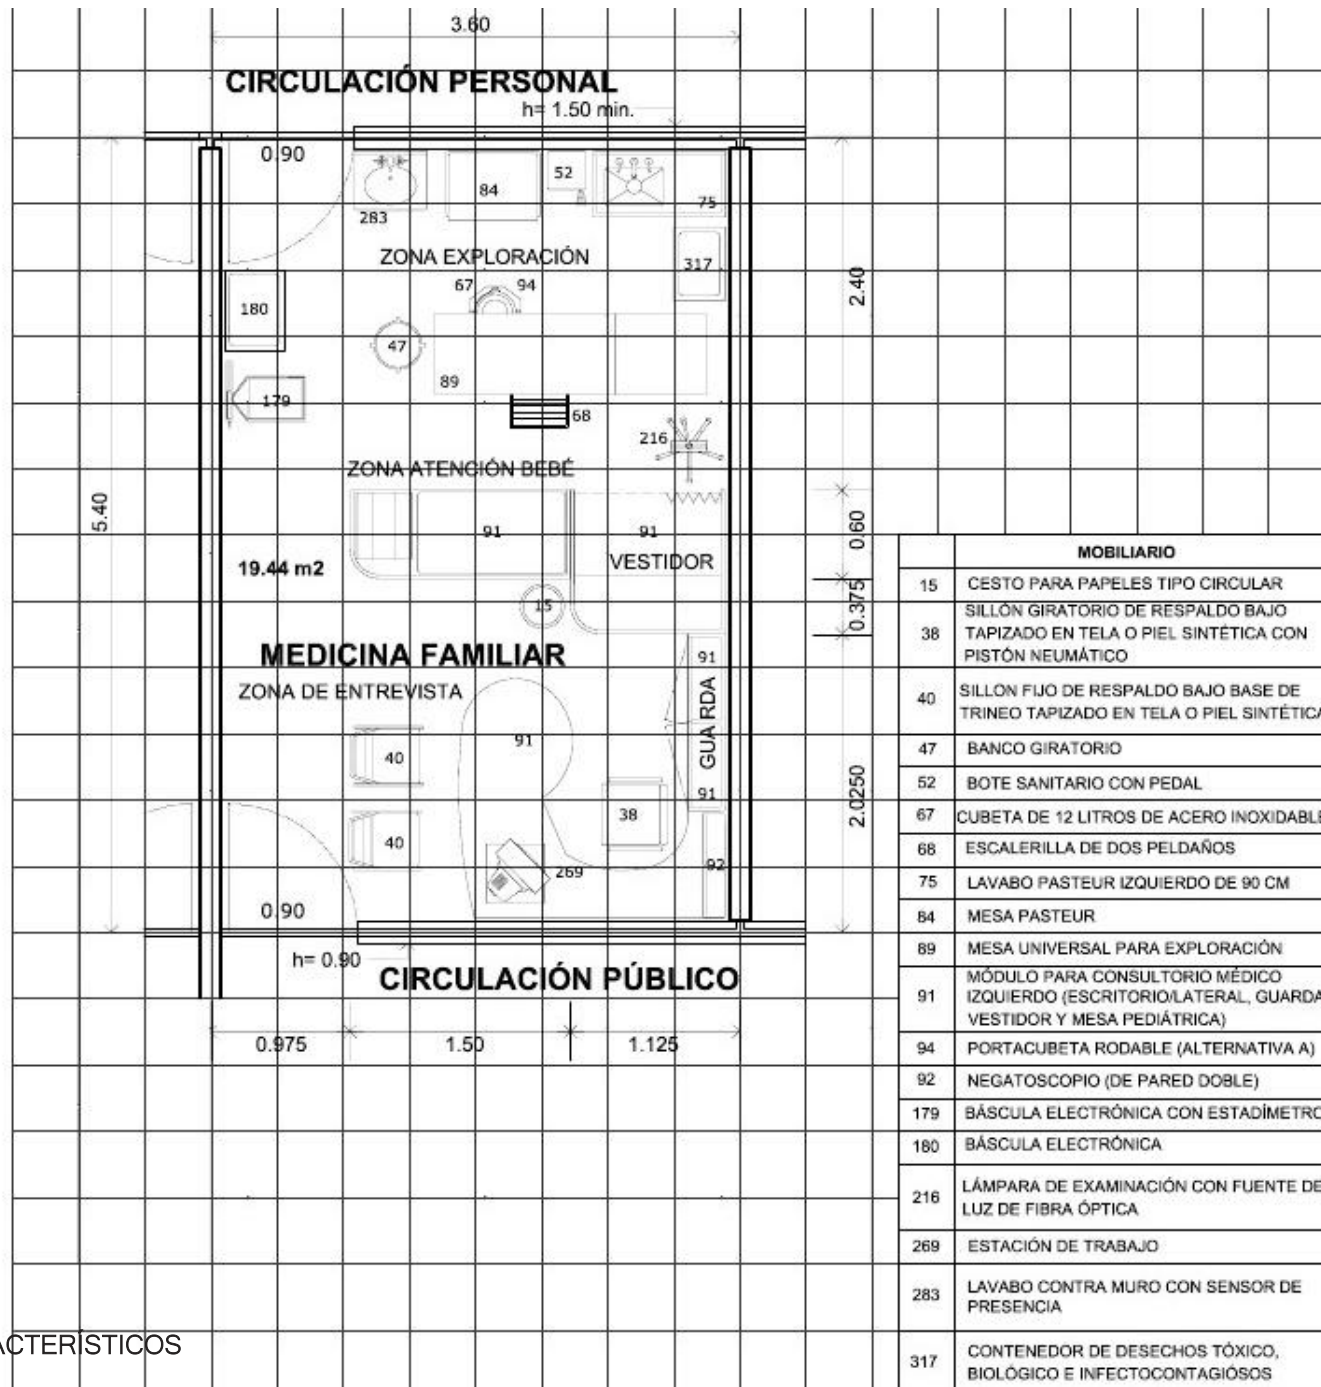 3.60
CIRCULACIÓN PERSONAL
h= 1.50 min.
0.90
283
84
52
75
ZONA EXPLORACIÓN
317
67
94
2.40
180
47
89
179
68
216
ZONA ATENCIÓN BEBÉ
5.40
91
91
0.60
19.44 m2
VESTIDOR
15
0.375
MEDICINA FAMILIAR
91
ZONA DE ENTREVISTA
GUARDA
91
40
91
38
2.0250
40
269
92
0.90
h= 0.90
CIRCULACIÓN PÚBLICO
0.975
1.50
1.125
MOBILIARIO
15 CESTO PARA PAPELES TIPO CIRCULAR
SILLÓN GIRATORIO DE RESPALDO BAJO
38 TAPIZADO EN TELA O PIEL SINTÉTICA CON
PISTÓN NEUMÁTICO
40 SILLON FIJO DE RESPALDO BAJO BASE DE
TRINEO TAPIZADO EN TELA O PIEL SINTÉTICA
47 BANCO GIRATORIO
52 BOTE SANITARIO CON PEDAL
67 CUBETA DE 12 LITROS DE ACERO INOXIDABLE
68 ESCALERILLA DE DOS PELDAÑOS
75 LAVABO PASTEUR IZQUIERDO DE 90 CM
84 MESA PASTEUR
89 MESA UNIVERSAL PARA EXPLORACIÓN
MÓDULO PARA CONSULTORIO MÉDICO
91 IZQUIERDO (ESCRITORIO/LATERAL, GUARDA
VESTIDOR Y MESA PEDIÁTRICA)
94 PORTACUBETA RODABLE (ALTERNATIVA A)
92 NEGATOSCOPIO (DE PARED DOBLE)
179 BÁSCULA ELECTRÓNICA CON ESTADÍMETRO
180 BÁSCULA ELECTRÓNICA
216 LÁMPARA DE EXAMINACIÓN CON FUENTE DE
LUZ DE FIBRA ÓPTICA
269 ESTACIÓN DE TRABAJO
283 LAVABO CONTRA MURO CON SENSOR DE
PRESENCIA
317 CONTENEDOR DE DESECHOS TÓXICO,
BIOLÓGICO E INFECTOCONTAGIÓSOS
ACTERÍSTICOS